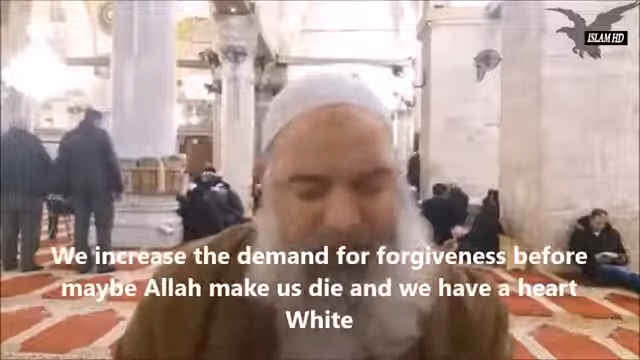 ISLAM HD
We increase the demand for forgiveness before
maybe Allah make us die and we have a heart
White